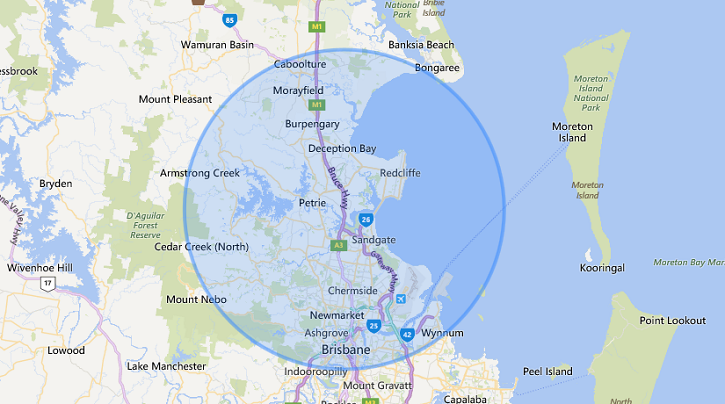 National
Park
Bribie
Island
85
M1
Wamuran Basin
Banksia Beach
Caboolture
Bongaree
essbrook
Morayfield
Moreton
Island
National
Park
Mount Pleasant
M1
Burpengary
Moreton
Island
Deception Bay
Armstrong Creek
Redcliffe
Bryden
Bruce Hwy
Moreton
Island
Petrie
D'Aguilar
Forest
Reserve
26
Cedar Creek (North)
A3
Sandgate
Gateway Mwy
Wivenhoe Hill
Kooringal
Moreton Bay Mar
17
Chermside
Mount Nebo
Newmarket
Point Lookout
25
Ashgrove
42
Wynnum
Lowood
Brisbane
Lake Manchester
Indooroopilly
Peel Island
Mount Gravatt
Capalaba
North